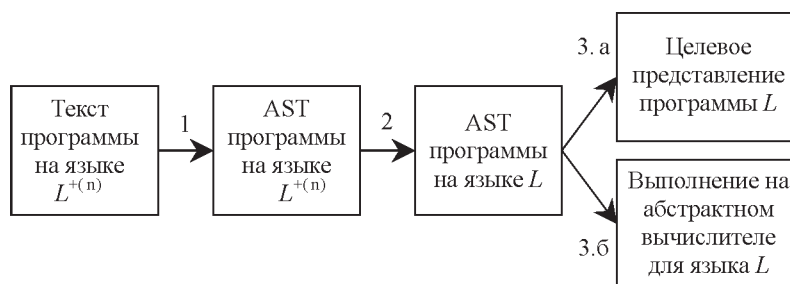 Текст
программы
на языке
L⁺⁽ⁿ⁾
1
AST
программы
на языке
L⁺⁽ⁿ⁾
2
AST
программы
на языке L
3. а
Целевое
представление
программы L
3.б
Выполнение на
абстрактном
вычислителе
для языка L